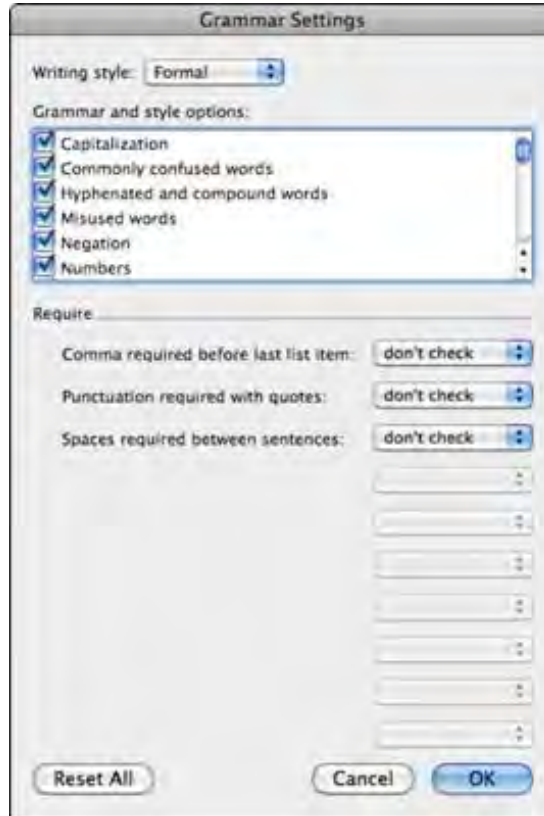 Grammar Settings
Writing style: Formal
Grammar and style options:
Capitalization
Commonly confused words
Hyphenated and compound words
Misused words
Negation
Numbers
Require
Comma required before last list item: don't check
Punctuation required with quotes: don't check
Spaces required between sentences: don't check
Reset All Cancel OK